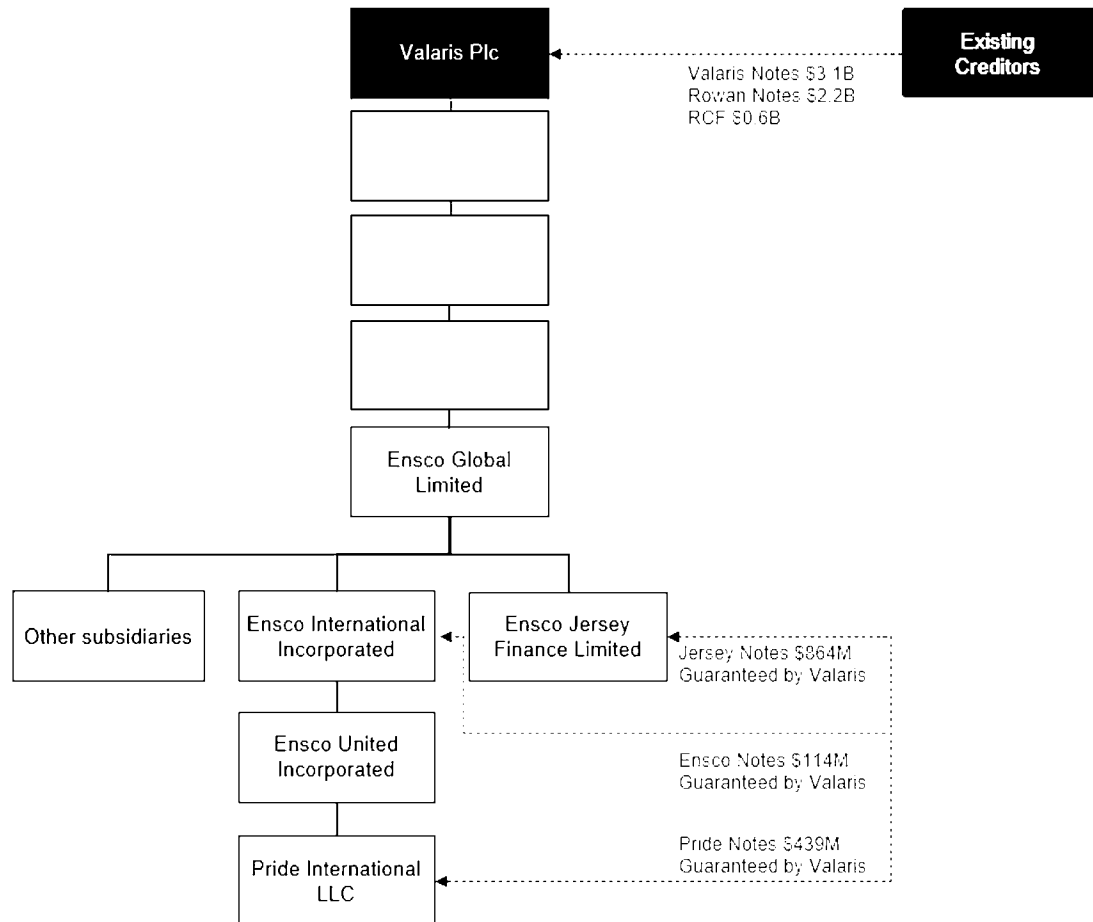 Valaris Plc
Existing
Creditors
Valaris Notes $3.1B
Rowan Notes $2.2B
RCF $0.6B
Ensco Global
Limited
Other subsidiaries
Ensco International
Incorporated
Ensco Jersey
Finance Limited
Jersey Notes $864M
Guaranteed by Valaris
Ensco United
Incorporated
Ensco Notes $114M
Guaranteed by Valaris
Pride Notes $439M
Guaranteed by Valaris
Pride International
LLC